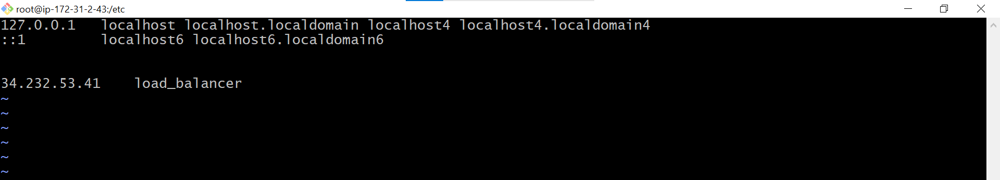 root@ip-172-31-2-43:/etc
127.0.0.1   localhost localhost.localdomain localhost4 localhost4.localdomain4
::1         localhost6 localhost6.localdomain6
34.232.53.41    load_balancer
~
~
~
~
~
~